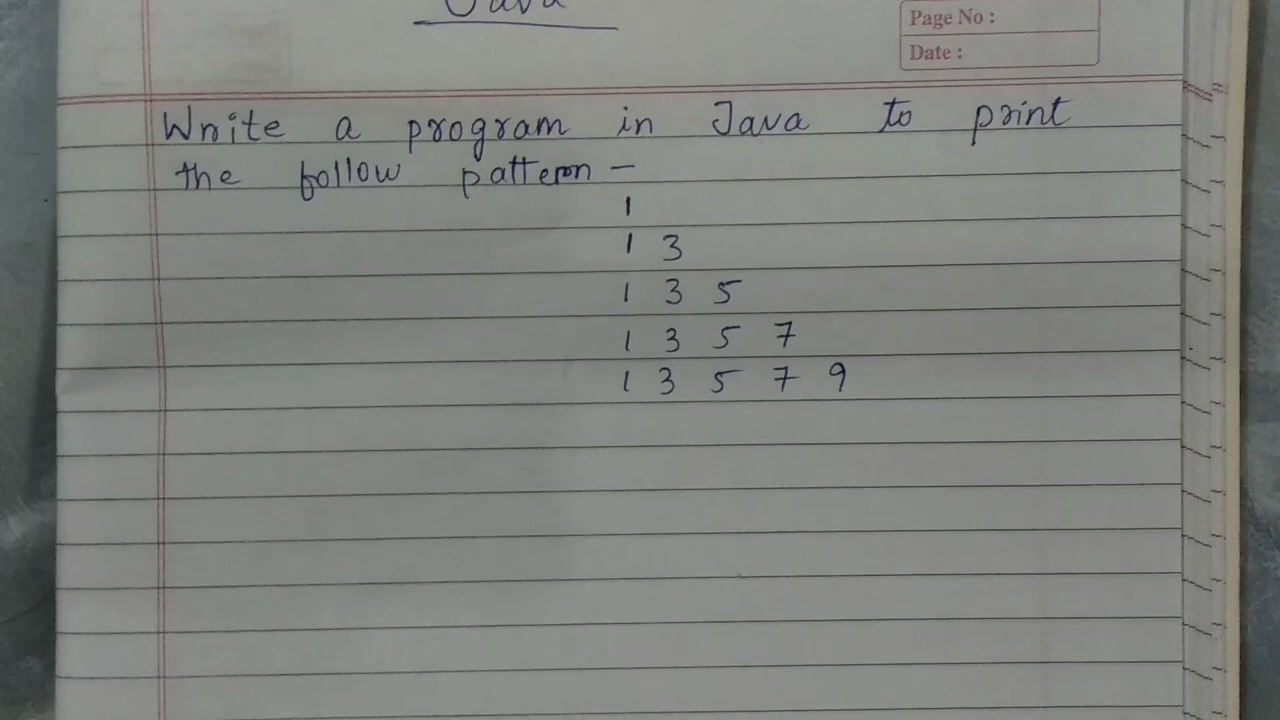 Java
Page No :
Date :
Write a program in Java to print
the follow pattern -
1
1 3
1 3 5
1 3 5 7
1 3 5 7 9